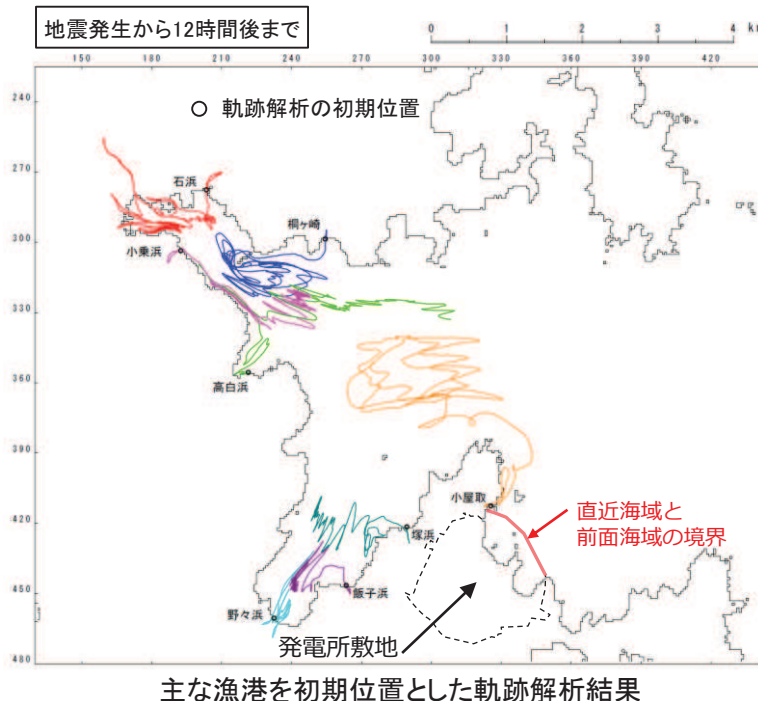 地震発生から12時間後まで
0 1 2 3 4 km
150 180 210 240 270 300 330 360 390 420
240
270
300
330
360
390
420
450
480
○ 軌跡解析の初期位置
石浜
桐ヶ崎
小乗浜
高白浜
小屋取
直近海域と
前面海域の境界
塚浜
飯子浜
野々浜
発電所敷地
主な漁港を初期位置とした軌跡解析結果